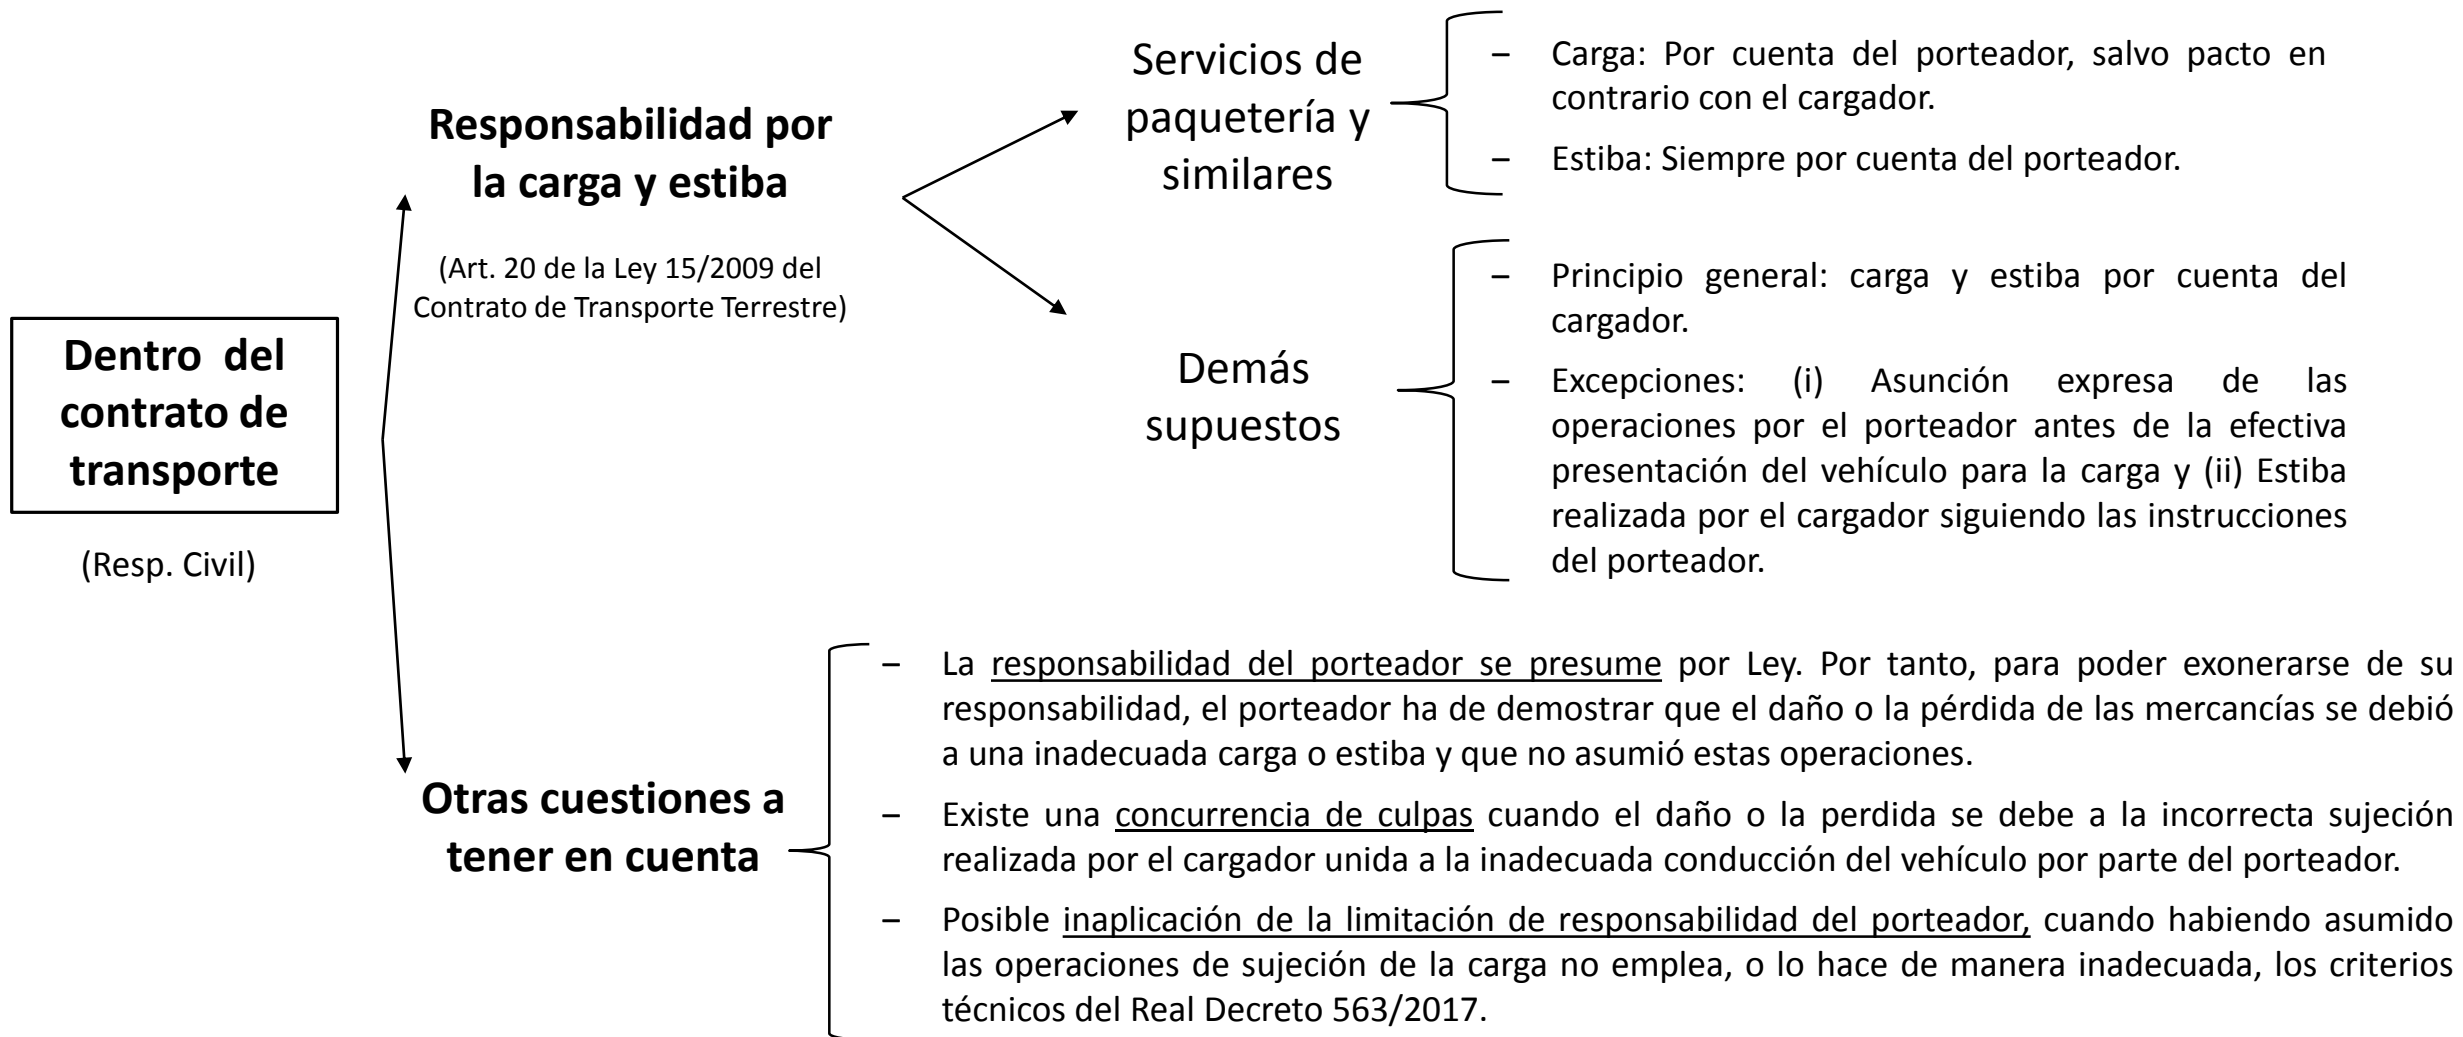 Dentro del
contrato de
transporte
(Resp. Civil)
Responsabilidad por
la carga y estiba
(Art. 20 de la Ley 15/2009 del
Contrato de Transporte Terrestre)
Servicios de
paquetería y
similares
– Carga: Por cuenta del porteador, salvo pacto en
contrario con el cargador.
– Estiba: Siempre por cuenta del porteador.
Demás
supuestos
– Principio general: carga y estiba por cuenta del
cargador.
– Excepciones: (i) Asunción expresa de las
operaciones por el porteador antes de la efectiva
presentación del vehículo para la carga y (ii) Estiba
realizada por el cargador siguiendo las instrucciones
del porteador.
Otras cuestiones a
tener en cuenta
– La responsabilidad del porteador se presume por Ley. Por tanto, para poder exonerarse de su
responsabilidad, el porteador ha de demostrar que el daño o la pérdida de las mercancías se debió
a una inadecuada carga o estiba y que no asumió estas operaciones.
– Existe una concurrencia de culpas cuando el daño o la perdida se debe a la incorrecta sujeción
realizada por el cargador unida a la inadecuada conducción del vehículo por parte del porteador.
– Posible inaplicación de la limitación de responsabilidad del porteador, cuando habiendo asumido
las operaciones de sujeción de la carga no emplea, o lo hace de manera inadecuada, los criterios
técnicos del Real Decreto 563/2017.